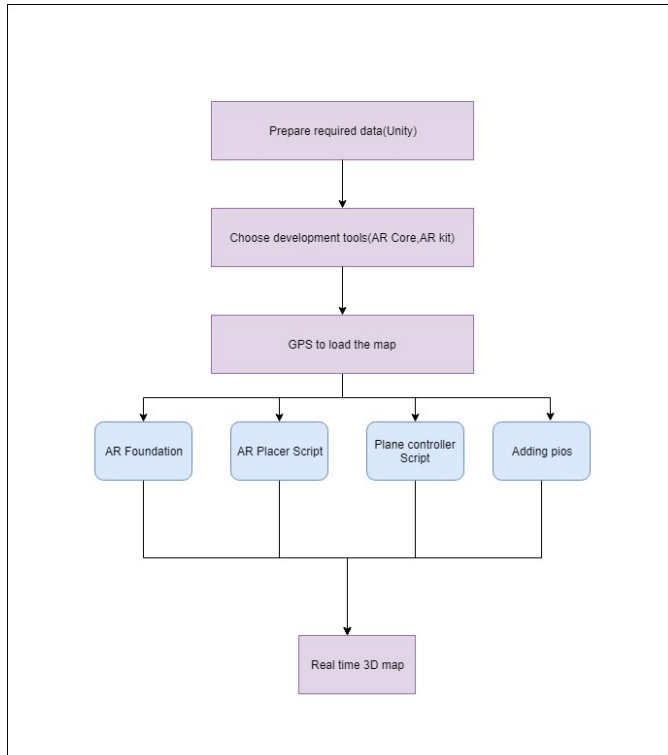 Prepare required data(Unity)
Choose development tools(AR Core,AR kit)
GPS to load the map
AR Foundation
AR Placer Script
Plane controller
Script
Adding pios
Real time 3D map